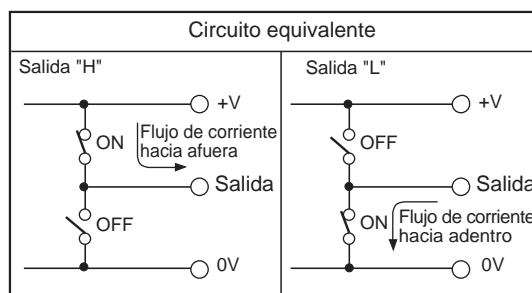 Circuito equivalente
Salida "H"
+V
ON
Flujo de corriente
hacia afuera
Salida
OFF
0V
Salida "L"
+V
OFF
Salida
ON
Flujo de corriente
hacia adentro
0V